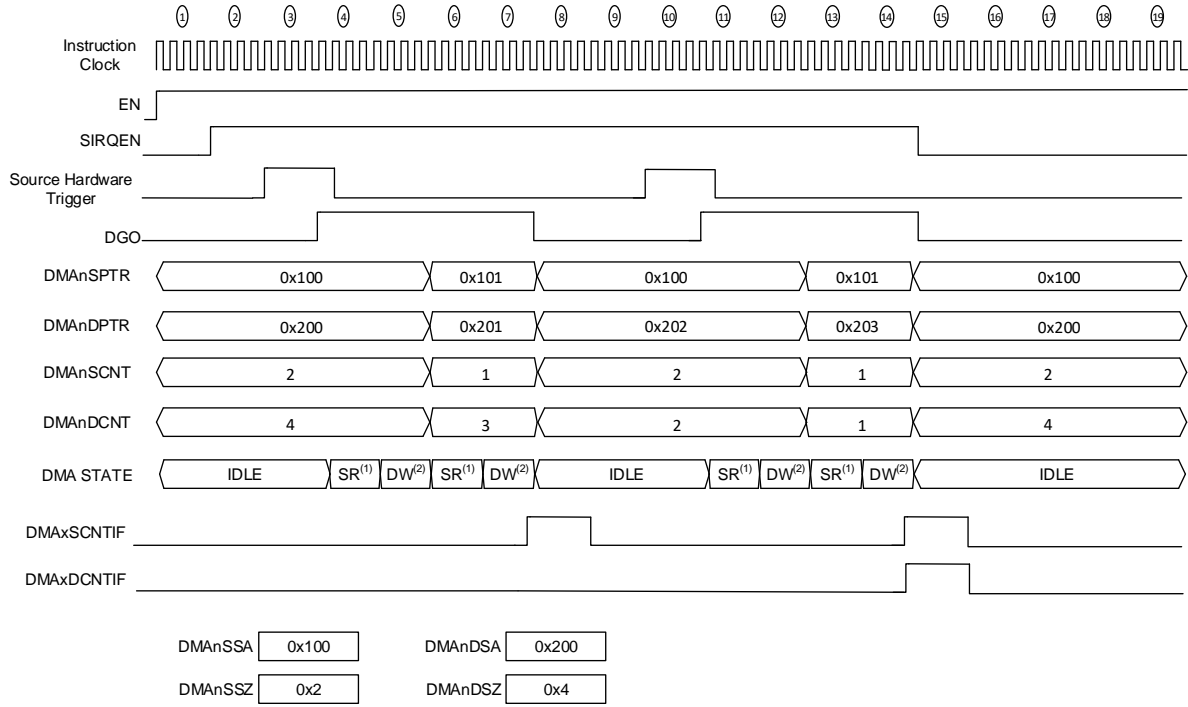 ① ② ③ ④ ⑤ ⑥ ⑦ ⑧ ⑨ ⑩ ⑪ ⑫ ⑬ ⑭ ⑮ ⑯ ⑰ ⑱ ⑲
Instruction
Clock
EN
SIRQEN
Source Hardware
Trigger
DGO
DMAnSPTR 0x100 0x101 0x100 0x101 0x100
DMAnDPTR 0x200 0x201 0x202 0x203 0x200
DMAnSCNT 2 1 2 1 2
DMAnDCNT 4 3 2 1 4
DMA STATE IDLE SR(1) DW(2) SR(1) DW(2) IDLE SR(1) DW(2) SR(1) DW(2) IDLE
DMAxSCNTIF
DMAxDCNTIF
DMAnSSA 0x100 DMAnDSA 0x200
DMAnSSZ 0x2 DMAnDSZ 0x4